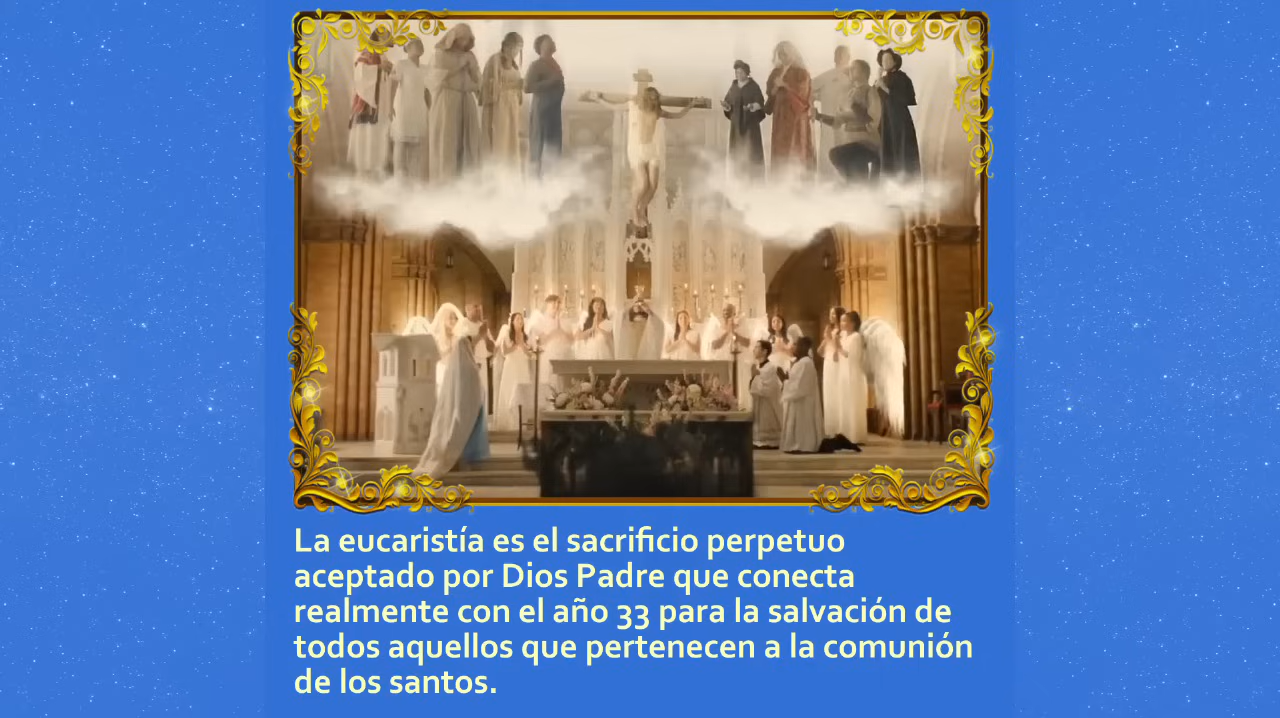 La eucaristía es el sacrificio perpetuo
aceptado por Dios Padre que conecta
realmente con el año 33 para la salvación de
todos aquellos que pertenecen a la comunión
de los santos.